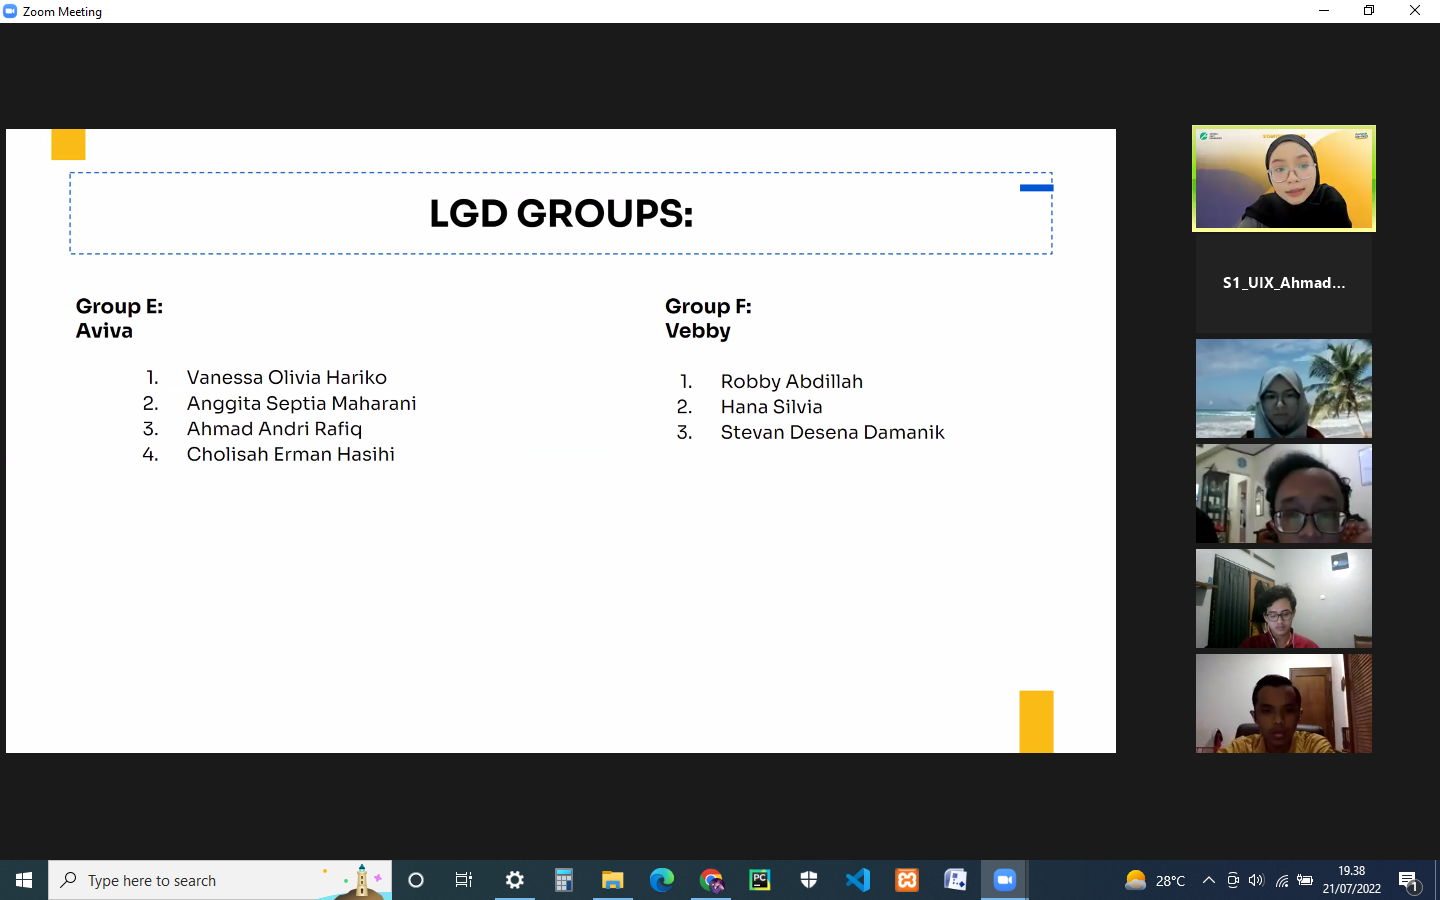 Zoom Meeting
LGD GROUPS:
Group E:
Aviva
1. Vanessa Olivia Hariko
2. Anggita Septia Maharani
3. Ahmad Andri Rafiq
4. Cholisah Erman Hasihi
Group F:
Vebby
1. Robby Abdillah
2. Hana Silvia
3. Stevan Desena Damanik
S1_UIX_Ahmad...
Type here to search
PC
28°C
19.38
21/07/2022
1